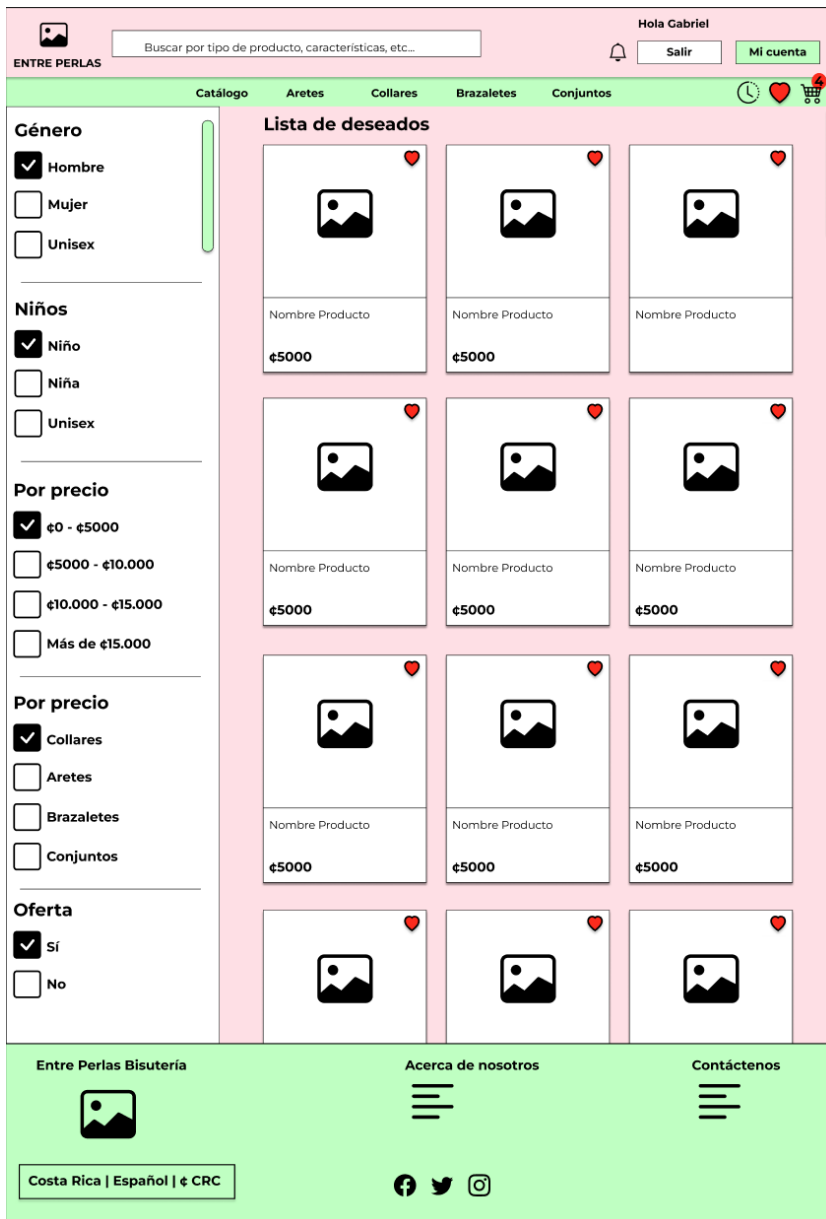 Hola Gabriel
Buscar por tipo de producto, características, etc...
Salir
Mi cuenta
ENTRE PERLAS
Catálogo Aretes Collares Brazaletes Conjuntos
4
Género
Hombre
Mujer
Unisex
Niños
Niño
Niña
Unisex
Por precio
¢0 - ¢5000
¢5000 - ¢10.000
¢10.000 - ¢15.000
Más de ¢15.000
Por precio
Collares
Aretes
Brazaletes
Conjuntos
Oferta
Sí
No
Lista de deseados
Nombre Producto Nombre Producto Nombre Producto
¢5000 ¢5000
Nombre Producto Nombre Producto Nombre Producto
¢5000 ¢5000 ¢5000
Nombre Producto Nombre Producto Nombre Producto
¢5000 ¢5000 ¢5000
Entre Perlas Bisutería
Acerca de nosotros
Contáctenos
Costa Rica | Español | ¢ CRC